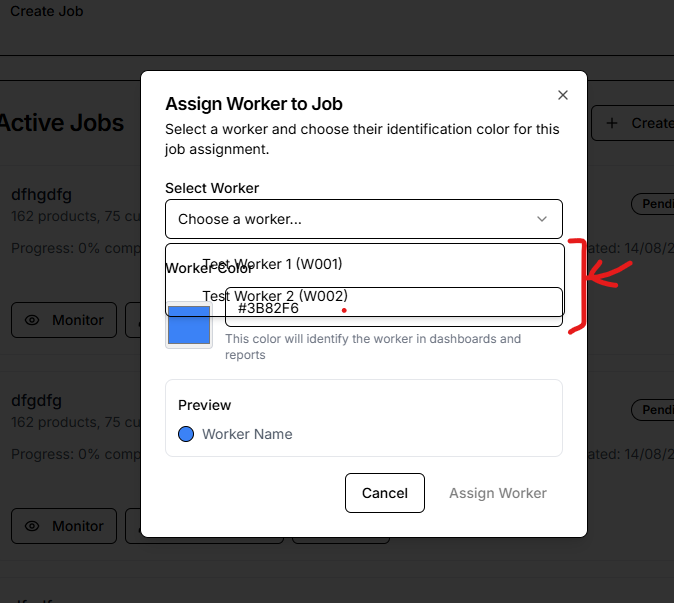 Create Job
Active Jobs
Create
dfhgdfg
162 products, 75 cu
Pendi
Progress: 0% comp
ated: 14/08/2
Monitor
dfgdfg
162 products, 75 cu
Pendi
Progress: 0% comp
ated: 14/08/2
Monitor
Assign Worker to Job
Select a worker and choose their identification color for this
job assignment.
Select Worker
Choose a worker...
Test Worker 1 (W001)
Worker Color
Test Worker 2 (W002)
#3B82F6
This color will identify the worker in dashboards and
reports
Preview
Worker Name
Cancel
Assign Worker